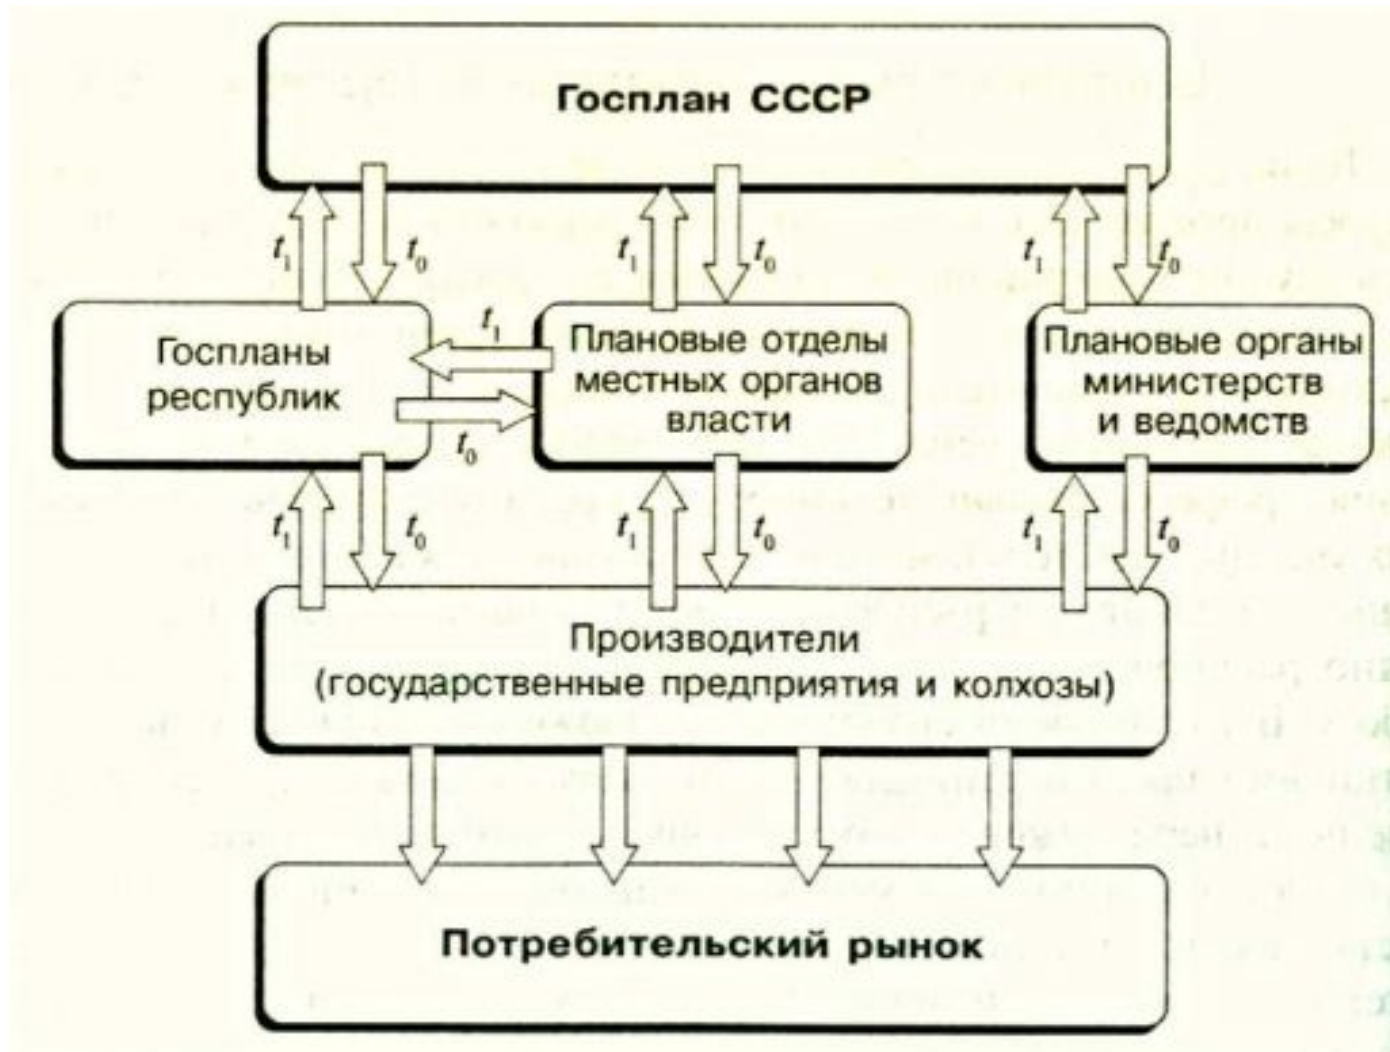 Госплан СССР
t₁ t₀ t₁ t₀ t₁ t₀
Госпланы
республик
t₁
t₀
Плановые отделы
местных органов
власти
Плановые органы
министерств
и ведомств
t₁ t₀ t₁ t₀ t₁ t₀
Производители
(государственные предприятия и колхозы)
Потребительский рынок